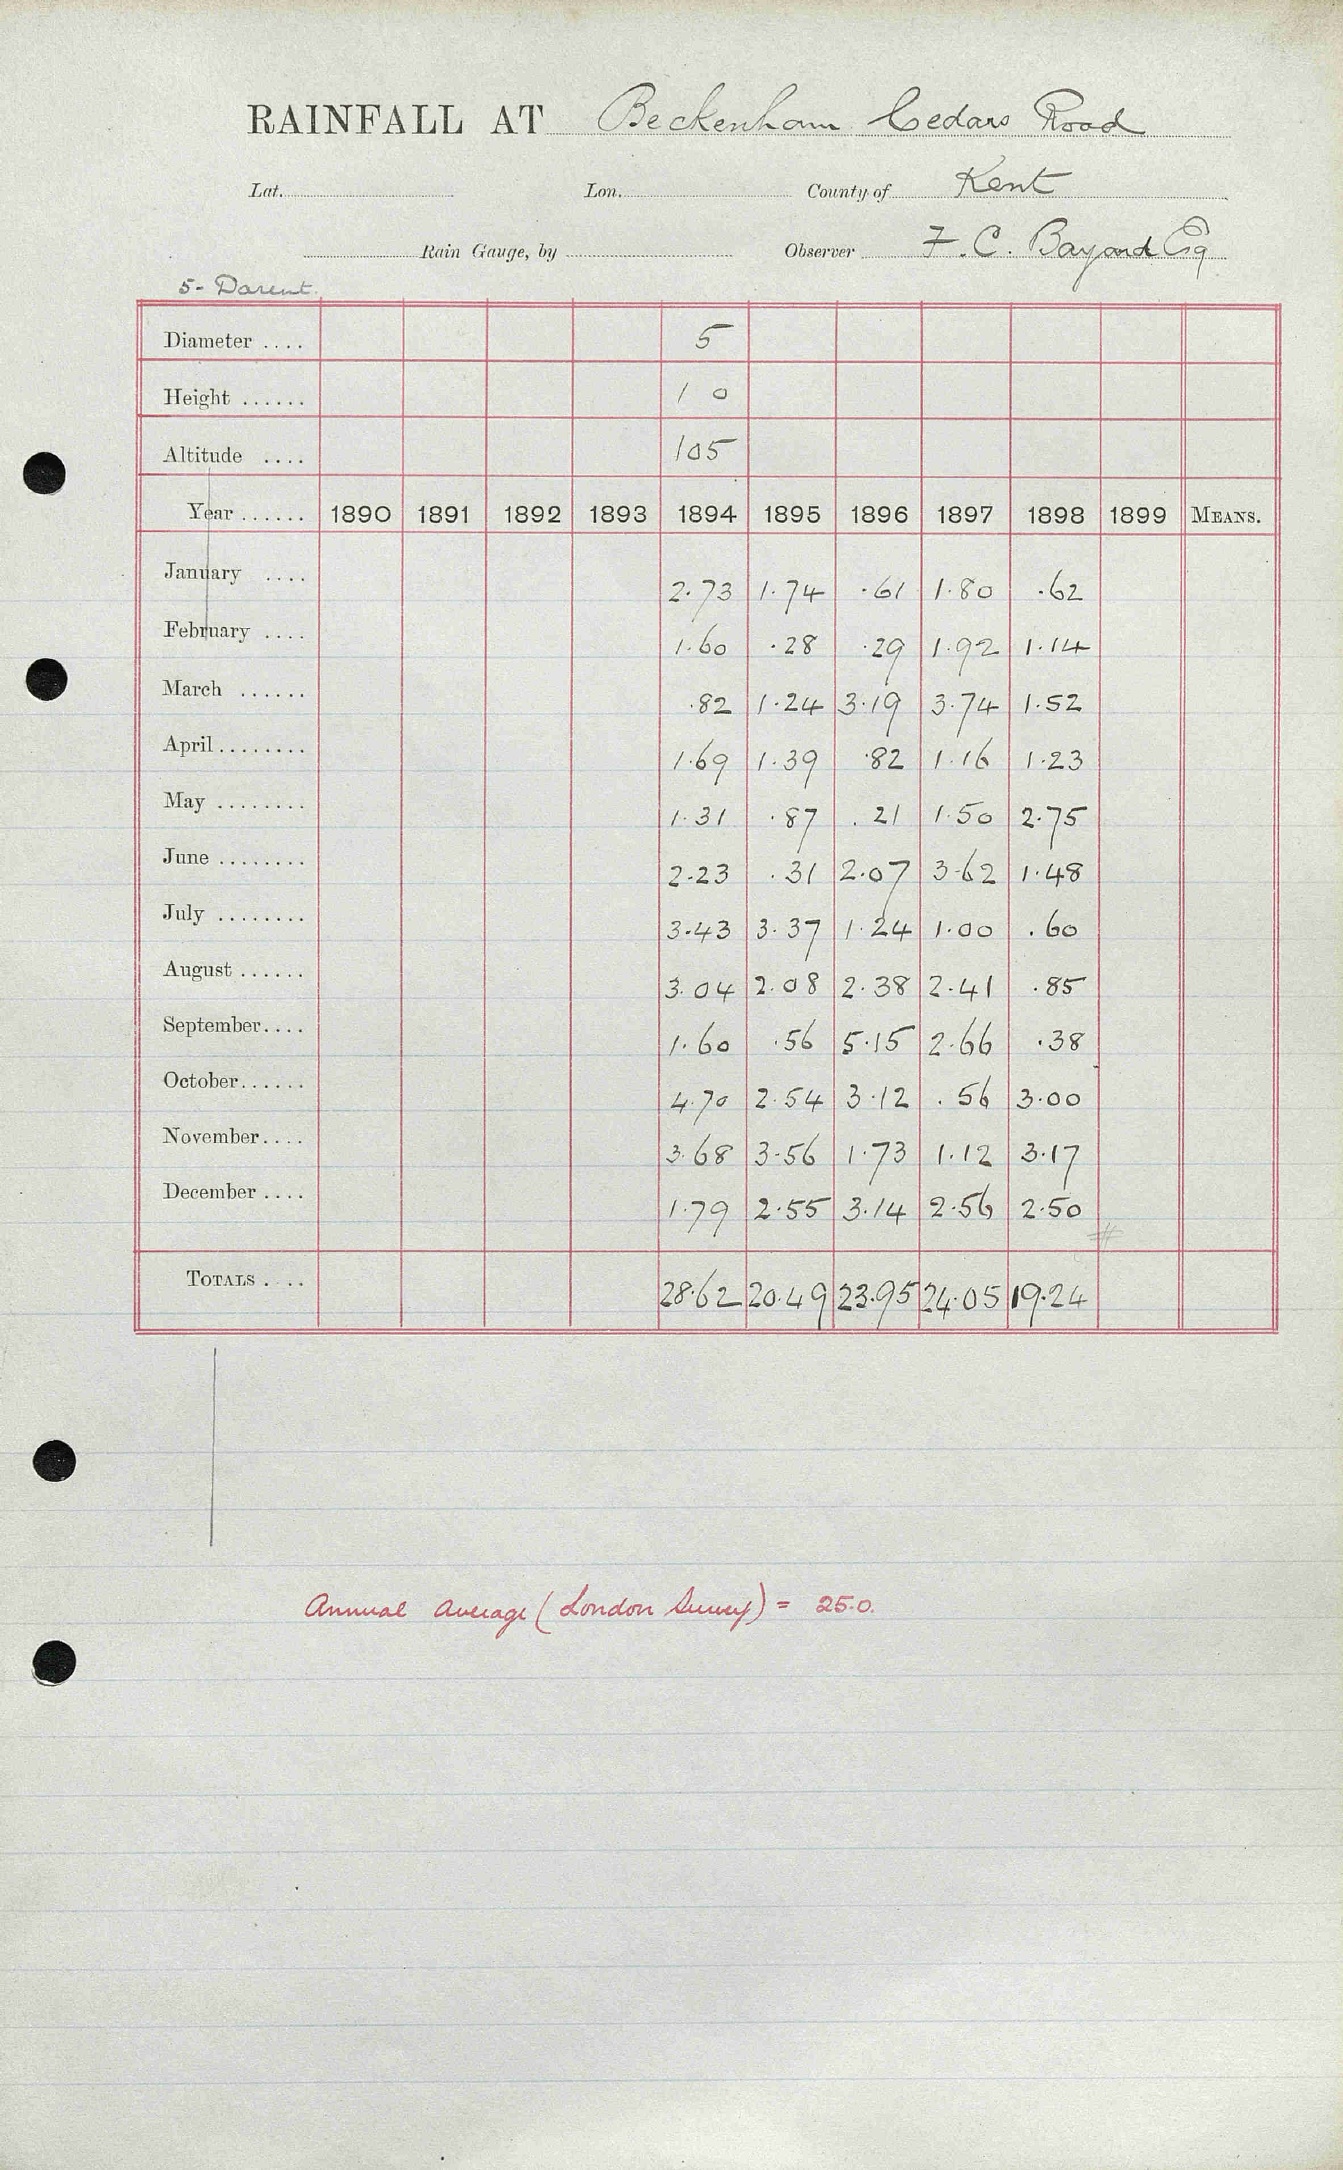 RAINFALL AT Beckenham Cedars Road
Lat. Lon. County of Kent
Rain Gauge, by Observer F. C. Bayard Esq
5 - Darent.
Diameter .... 5
Height ...... 1 0
Altitude .... 105
Year ...... 1890 1891 1892 1893 1894 1895 1896 1897 1898 1899 MEANS.
January .... 2.73 1.74 .61 1.80 .62
February .... 1.60 .28 .29 1.92 1.14
March ...... .82 1.24 3.19 3.74 1.52
April ........ 1.69 1.39 .82 1.16 1.23
May ........ 1.31 .87 .21 1.50 2.75
June ........ 2.23 .31 2.07 3.62 1.48
July ........ 3.43 3.37 1.24 1.00 .60
August ...... 3.04 2.08 2.38 2.41 .85
September .... 1.60 .56 5.15 2.66 .38
October ...... 4.70 2.54 3.12 .56 3.00
November .... 3.68 3.56 1.73 1.12 3.17
December .... 1.79 2.55 3.14 2.56 2.50
#
TOTALS .... 28.62 20.49 23.95 24.05 19.24
Annual Average (London Survey) = 25.0.